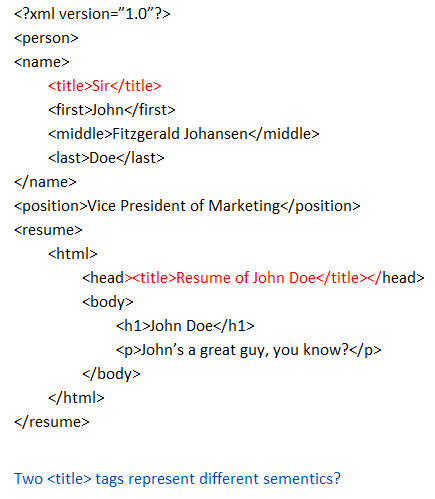 <?xml version=”1.0”?>
<person>
<name>
<title>Sir</title>
<first>John</first>
<middle>Fitzgerald Johansen</middle>
<last>Doe</last>
</name>
<position>Vice President of Marketing</position>
<resume>
<html>
<head><title>Resume of John Doe</title></head>
<body>
<h1>John Doe</h1>
<p>John’s a great guy, you know?</p>
</body>
</html>
</resume>
Two <title> tags represent different sementics?